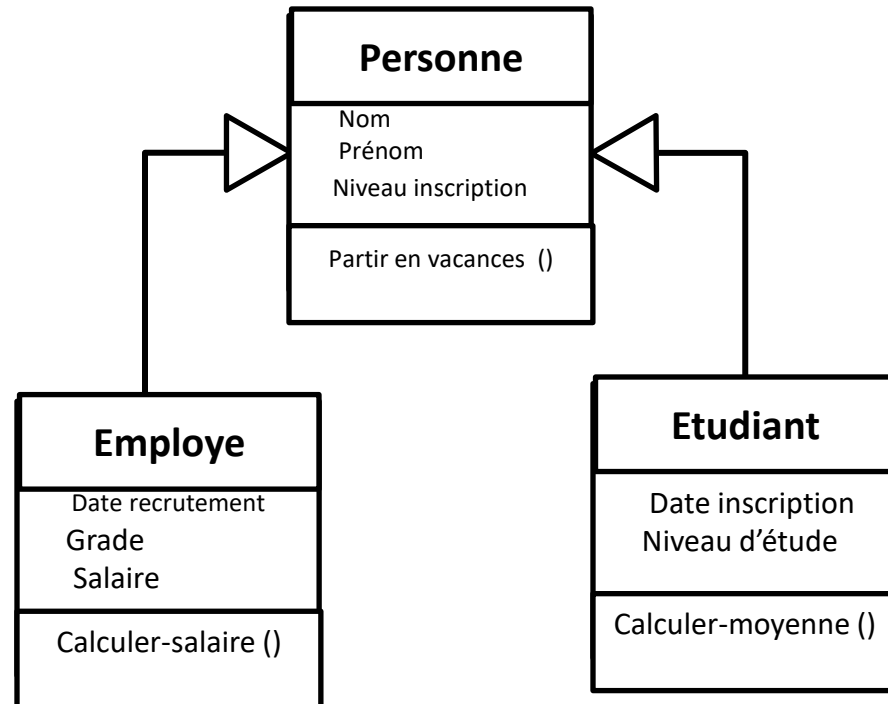 Personne
Nom
Prénom
Niveau inscription
Partir en vacances ()
Employe
Date recrutement
Grade
Salaire
Calculer-salaire ()
Etudiant
Date inscription
Niveau d’étude
Calculer-moyenne ()